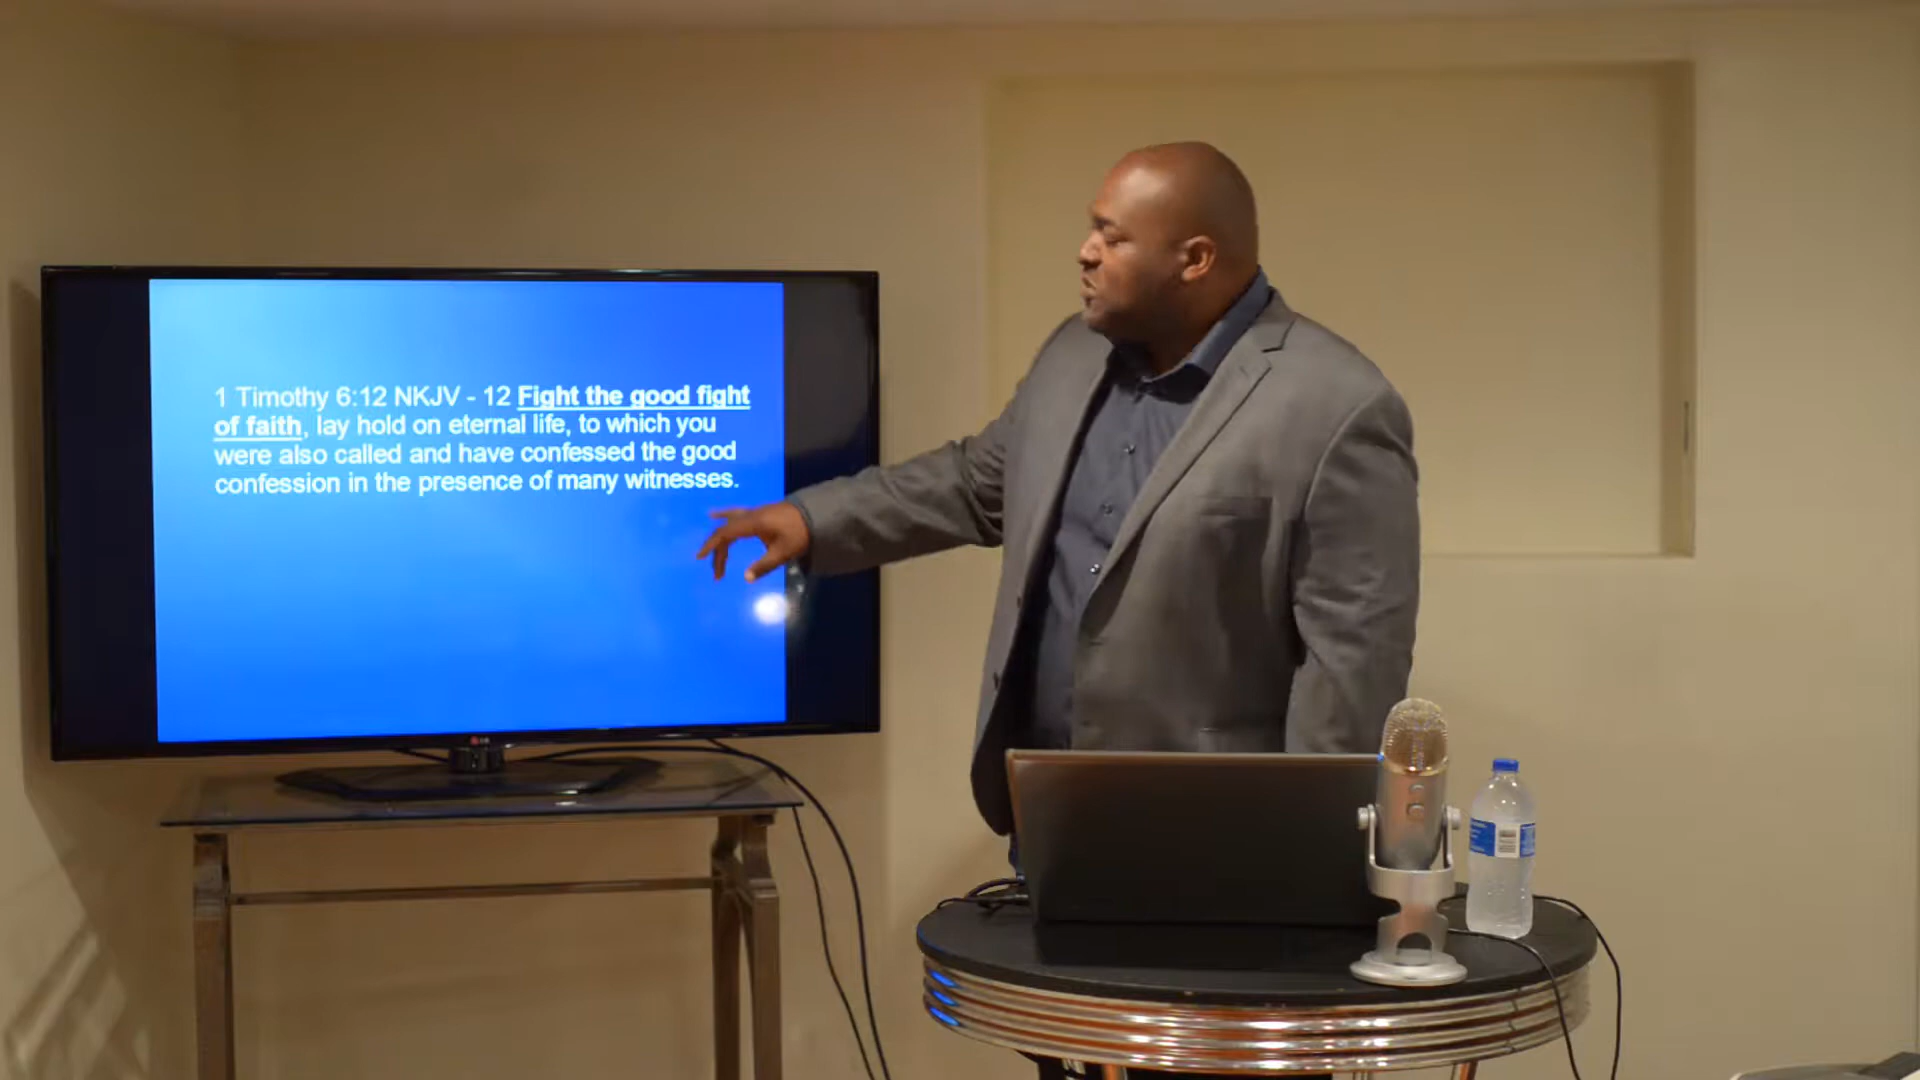 1 Timothy 6:12 NKJV - 12 Fight the good fight
of faith, lay hold on eternal life, to which you
were also called and have confessed the good
confession in the presence of many witnesses.
LG